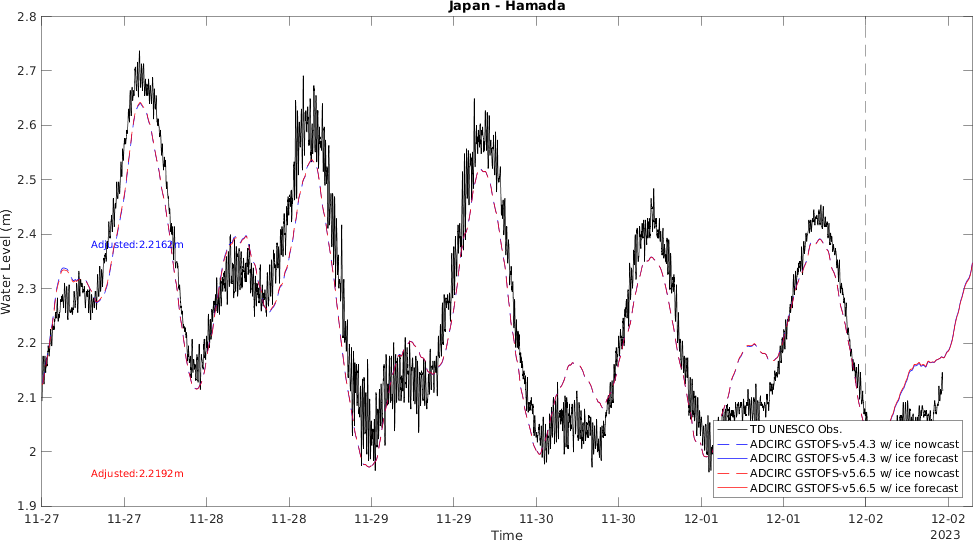 Japan - Hamada
2.8
2.7
2.6
2.5
2.4
2.3
2.2
2.1
2
1.9
Water Level (m)
Adjusted:2.2162m
Adjusted:2.2192m
TD UNESCO Obs.
ADCIRC GSTOFS-v5.4.3 w/ ice nowcast
ADCIRC GSTOFS-v5.4.3 w/ ice forecast
ADCIRC GSTOFS-v5.6.5 w/ ice nowcast
ADCIRC GSTOFS-v5.6.5 w/ ice forecast
11-27 11-27 11-28 11-28 11-29 11-29 11-30 11-30 12-01 12-01 12-02 12-02
2023
Time